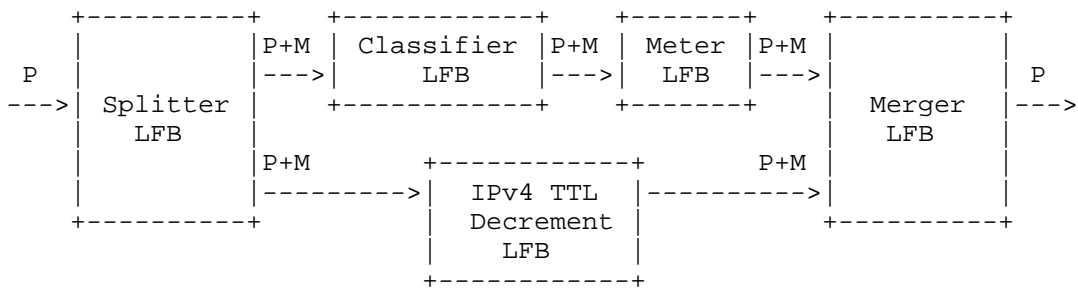 P+M Classifier P+M Meter P+M
P LFB LFB P
Splitter Merger
LFB LFB
P+M P+M
IPv4 TTL
Decrement
LFB